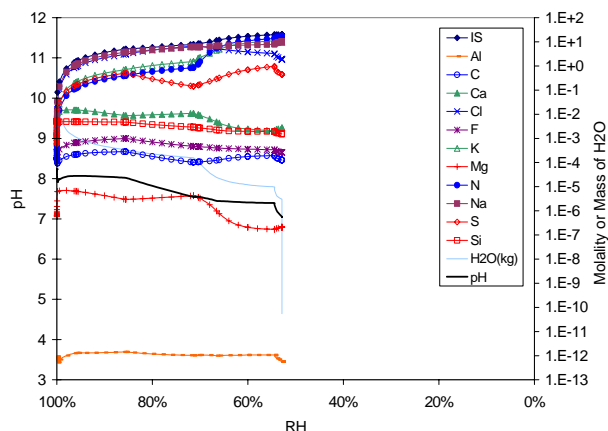 pH
12
11
10
9
8
7
6
5
4
3
100%
80%
60%
40%
20%
0%
RH
1.E+2
1.E+1
1.E+0
1.E-1
1.E-2
1.E-3
1.E-4
1.E-5
1.E-6
1.E-7
1.E-8
1.E-9
1.E-10
1.E-11
1.E-12
1.E-13
Molality or Mass of H2O
IS
Al
C
Ca
Cl
F
K
Mg
N
Na
S
Si
H2O(kg)
pH